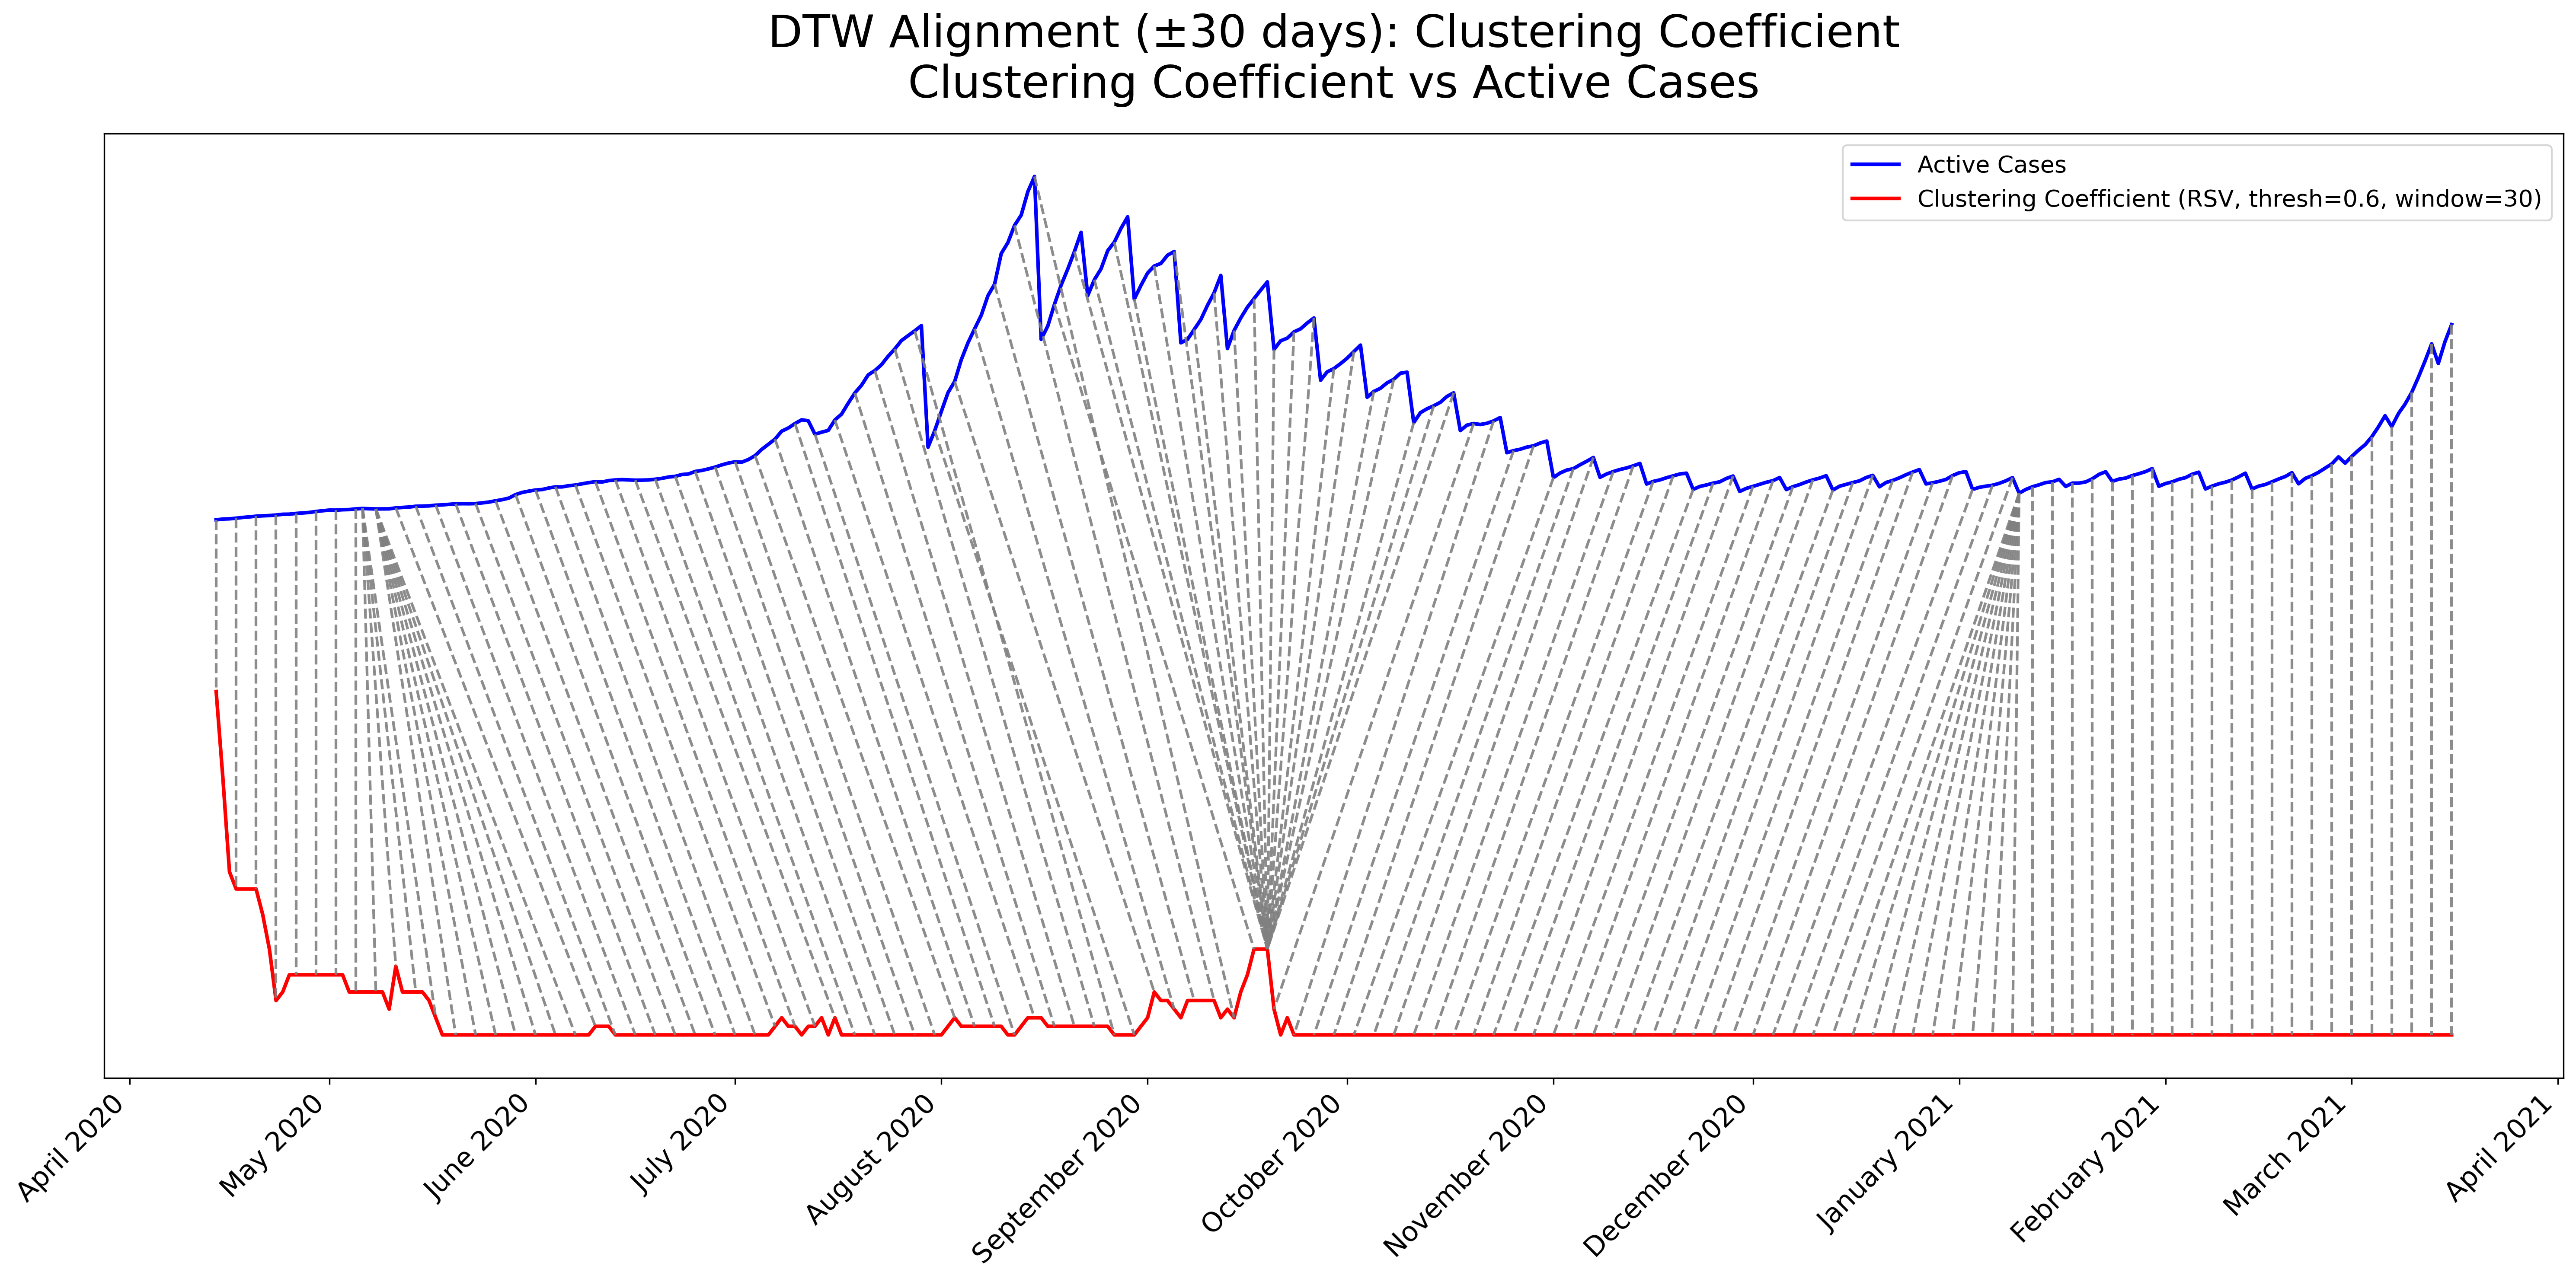 DTW Alignment (±30 days): Clustering Coefficient
Clustering Coefficient vs Active Cases
Active Cases
Clustering Coefficient (RSV, thresh=0.6, window=30)
April 2020
May 2020
June 2020
July 2020
August 2020
September 2020
October 2020
November 2020
December 2020
January 2021
February 2021
March 2021
April 2021